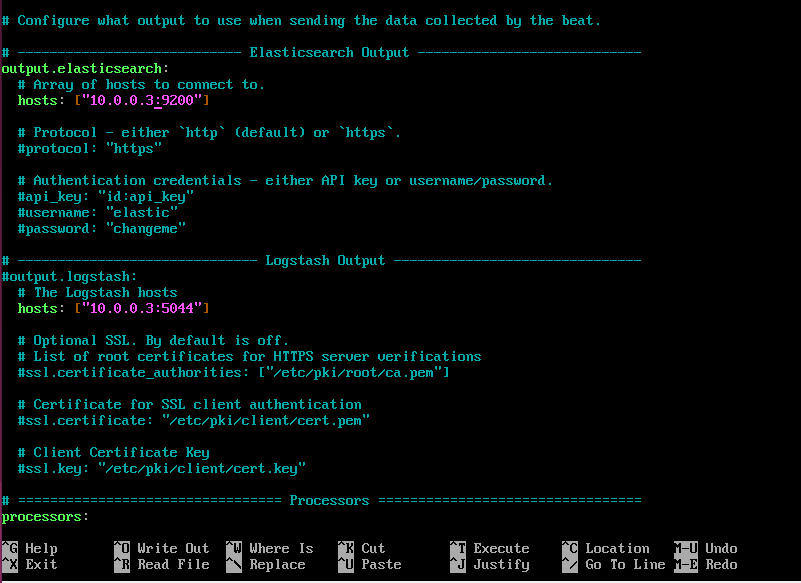 # Configure what output to use when sending the data collected by the beat.
# ---------------------------- Elasticsearch Output ----------------------------
output.elasticsearch:
# Array of hosts to connect to.
hosts: ["10.0.0.3:9200"]
# Protocol - either `http` (default) or `https`.
#protocol: "https"
# Authentication credentials - either API key or username/password.
#api_key: "id:api_key"
#username: "elastic"
#password: "changeme"
# ------------------------------ Logstash Output -------------------------------
#output.logstash:
# The Logstash hosts
hosts: ["10.0.0.3:5044"]
# Optional SSL. By default is off.
# List of root certificates for HTTPS server verifications
#ssl.certificate_authorities: ["/etc/pki/root/ca.pem"]
# Certificate for SSL client authentication
#ssl.certificate: "/etc/pki/client/cert.pem"
# Client Certificate Key
#ssl.key: "/etc/pki/client/cert.key"
# ================================= Processors =================================
processors:
^G Help ^O Write Out ^W Where Is ^K Cut ^T Execute ^C Location M-U Undo
^X Exit ^R Read File ^\ Replace ^U Paste ^J Justify ^/ Go To Line M-E Redo